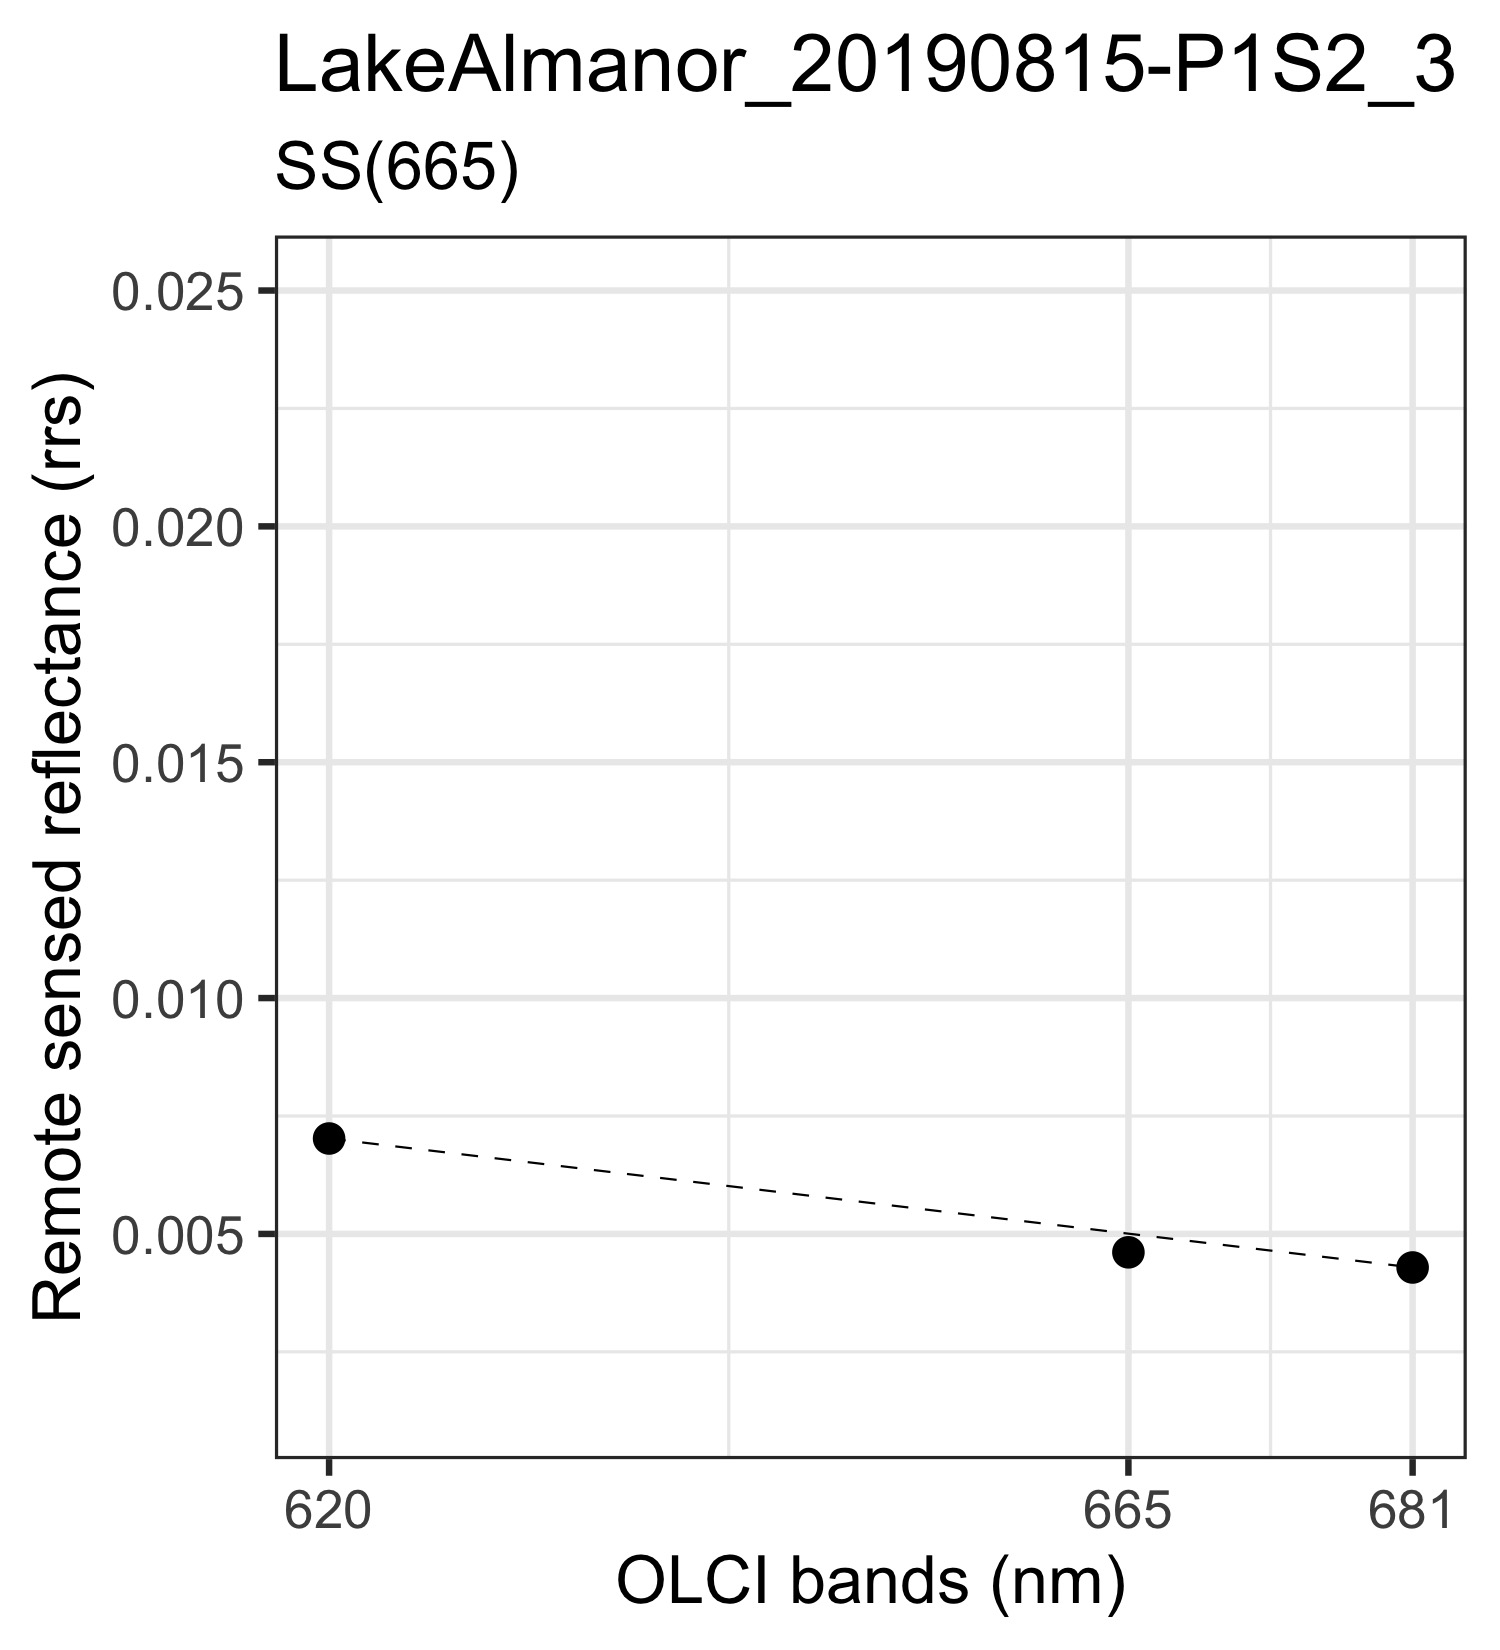 LakeAlmanor_20190815-P1S2_3
SS(665)
Remote sensed reflectance (rrs)
0.025
0.020
0.015
0.010
0.005
620
665
681
OLCI bands (nm)